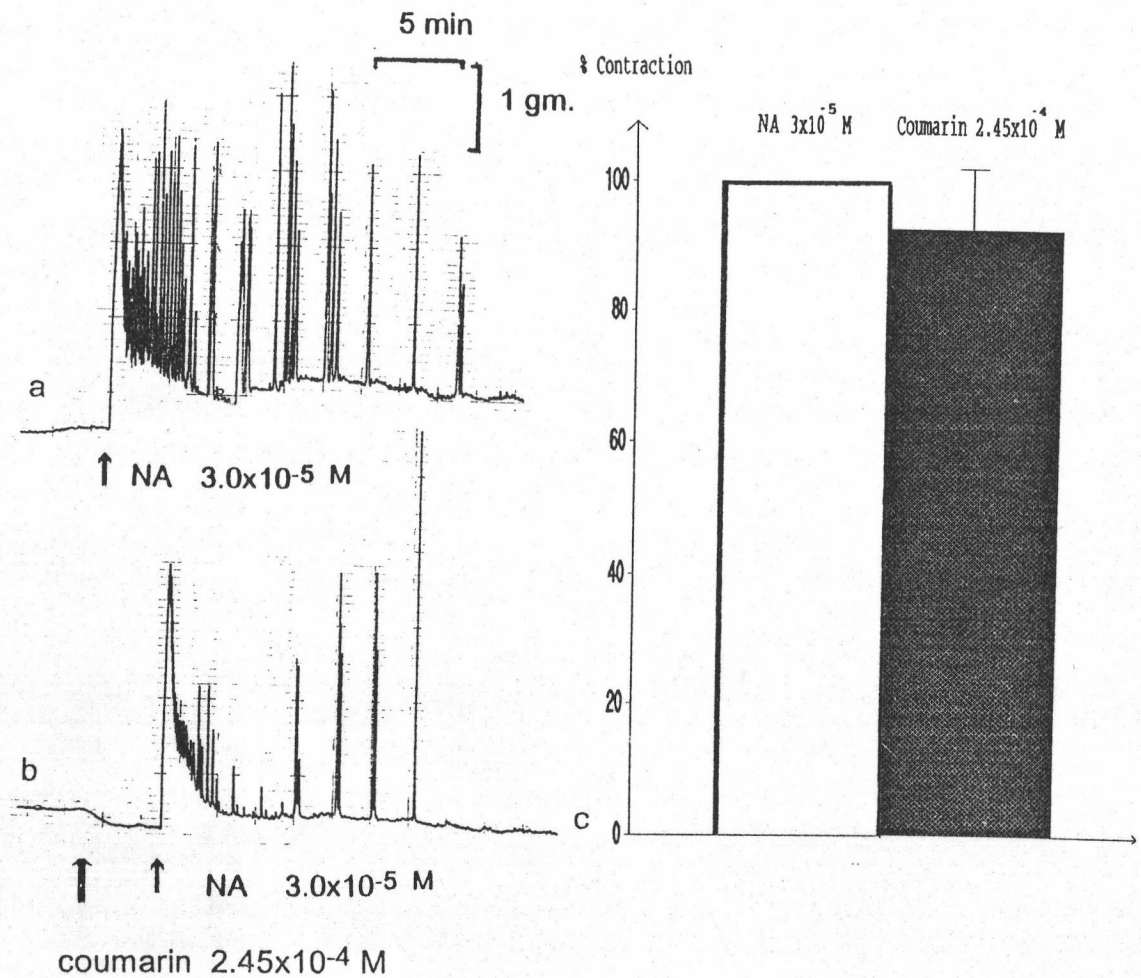 5 min
1 gm.
a
↑ NA 3.0x10-5 M
b
↑ ↑ NA 3.0x10-5 M
coumarin 2.45x10-4 M
% Contraction
NA 3x10-5 M
Coumarin 2.45x10-4 M
100
80
60
40
20
0
c